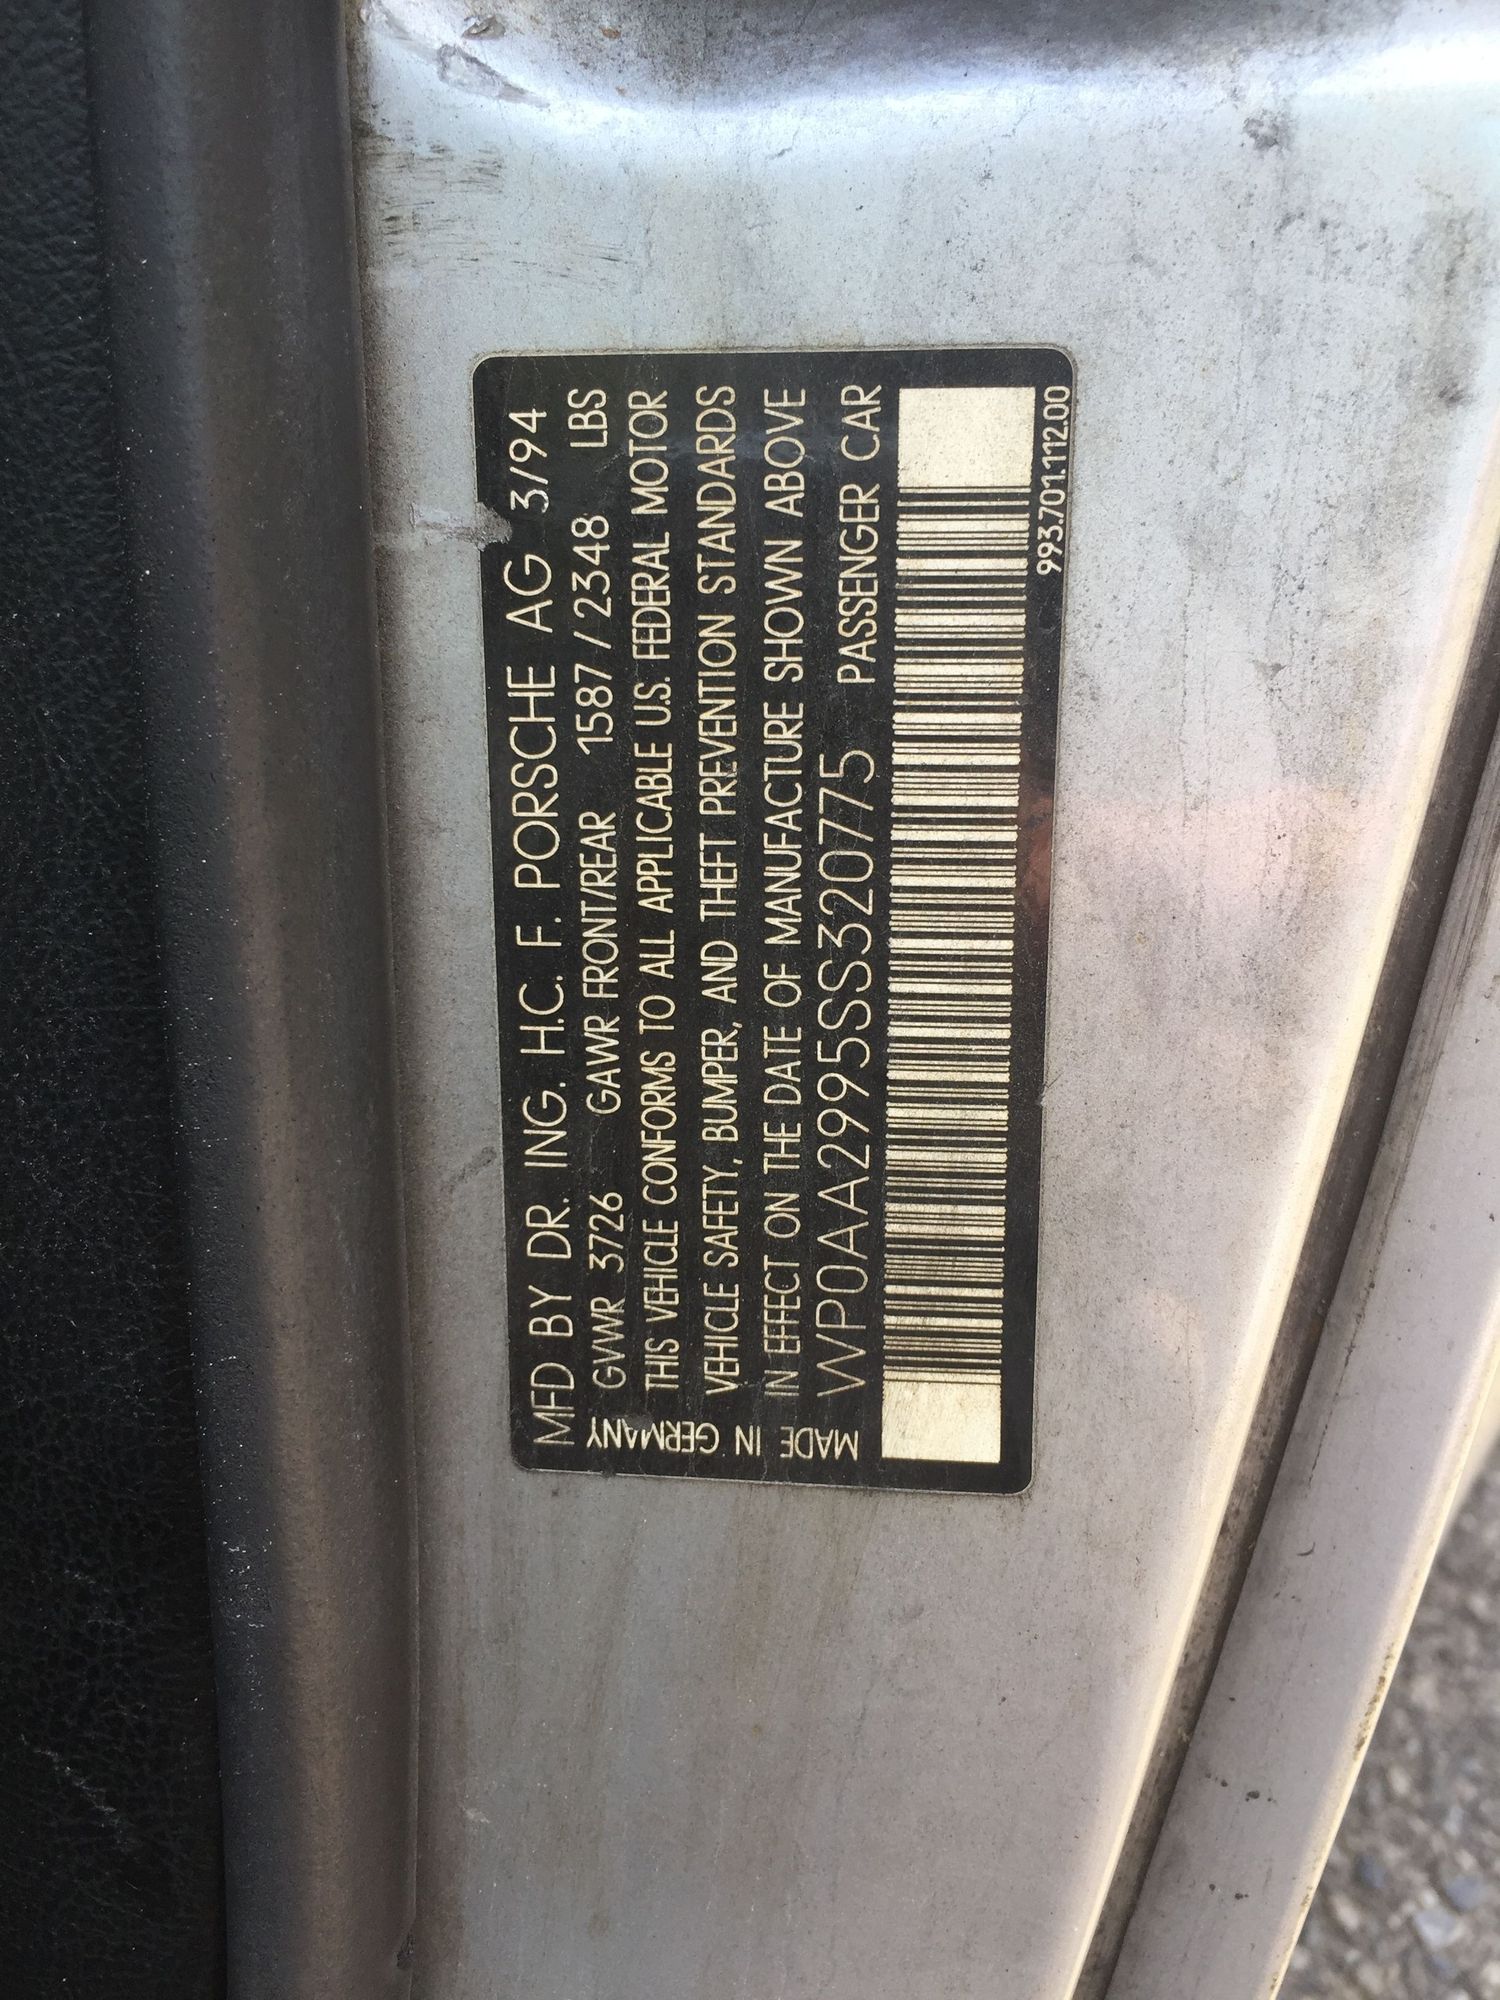 MFD BY DR. ING. H.C. F. PORSCHE AG 3/94
GVWR 3726 GAWR FRONT/REAR 1587/2348 LBS
THIS VEHICLE CONFORMS TO ALL APPLICABLE U.S. FEDERAL MOTOR
VEHICLE SAFETY, BUMPER, AND THEFT PREVENTION STANDARDS
IN EFFECT ON THE DATE OF MANUFACTURE SHOWN ABOVE
WP0AA2995SS320775 PASSENGER CAR
MADE IN GERMANY
993.701.112.00